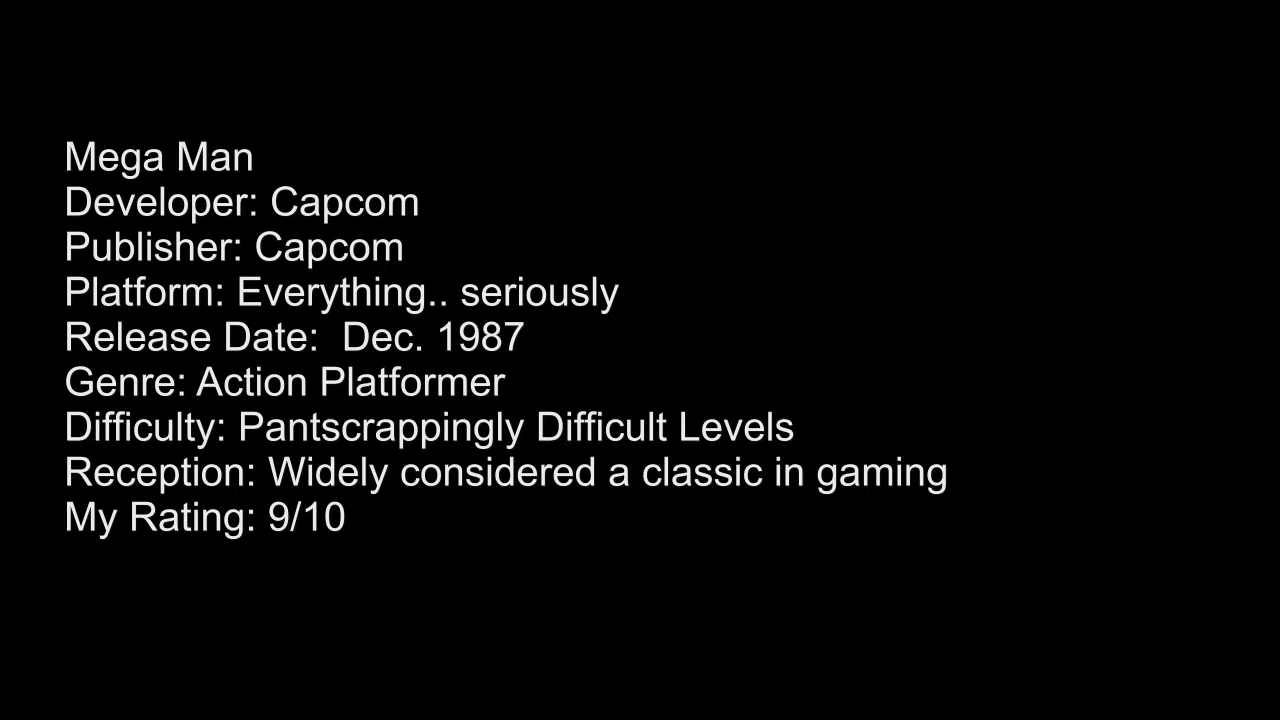 Mega Man
Developer: Capcom
Publisher: Capcom
Platform: Everything.. seriously
Release Date:  Dec. 1987
Genre: Action Platformer
Difficulty: Pantscrappingly Difficult Levels
Reception: Widely considered a classic in gaming
My Rating: 9/10